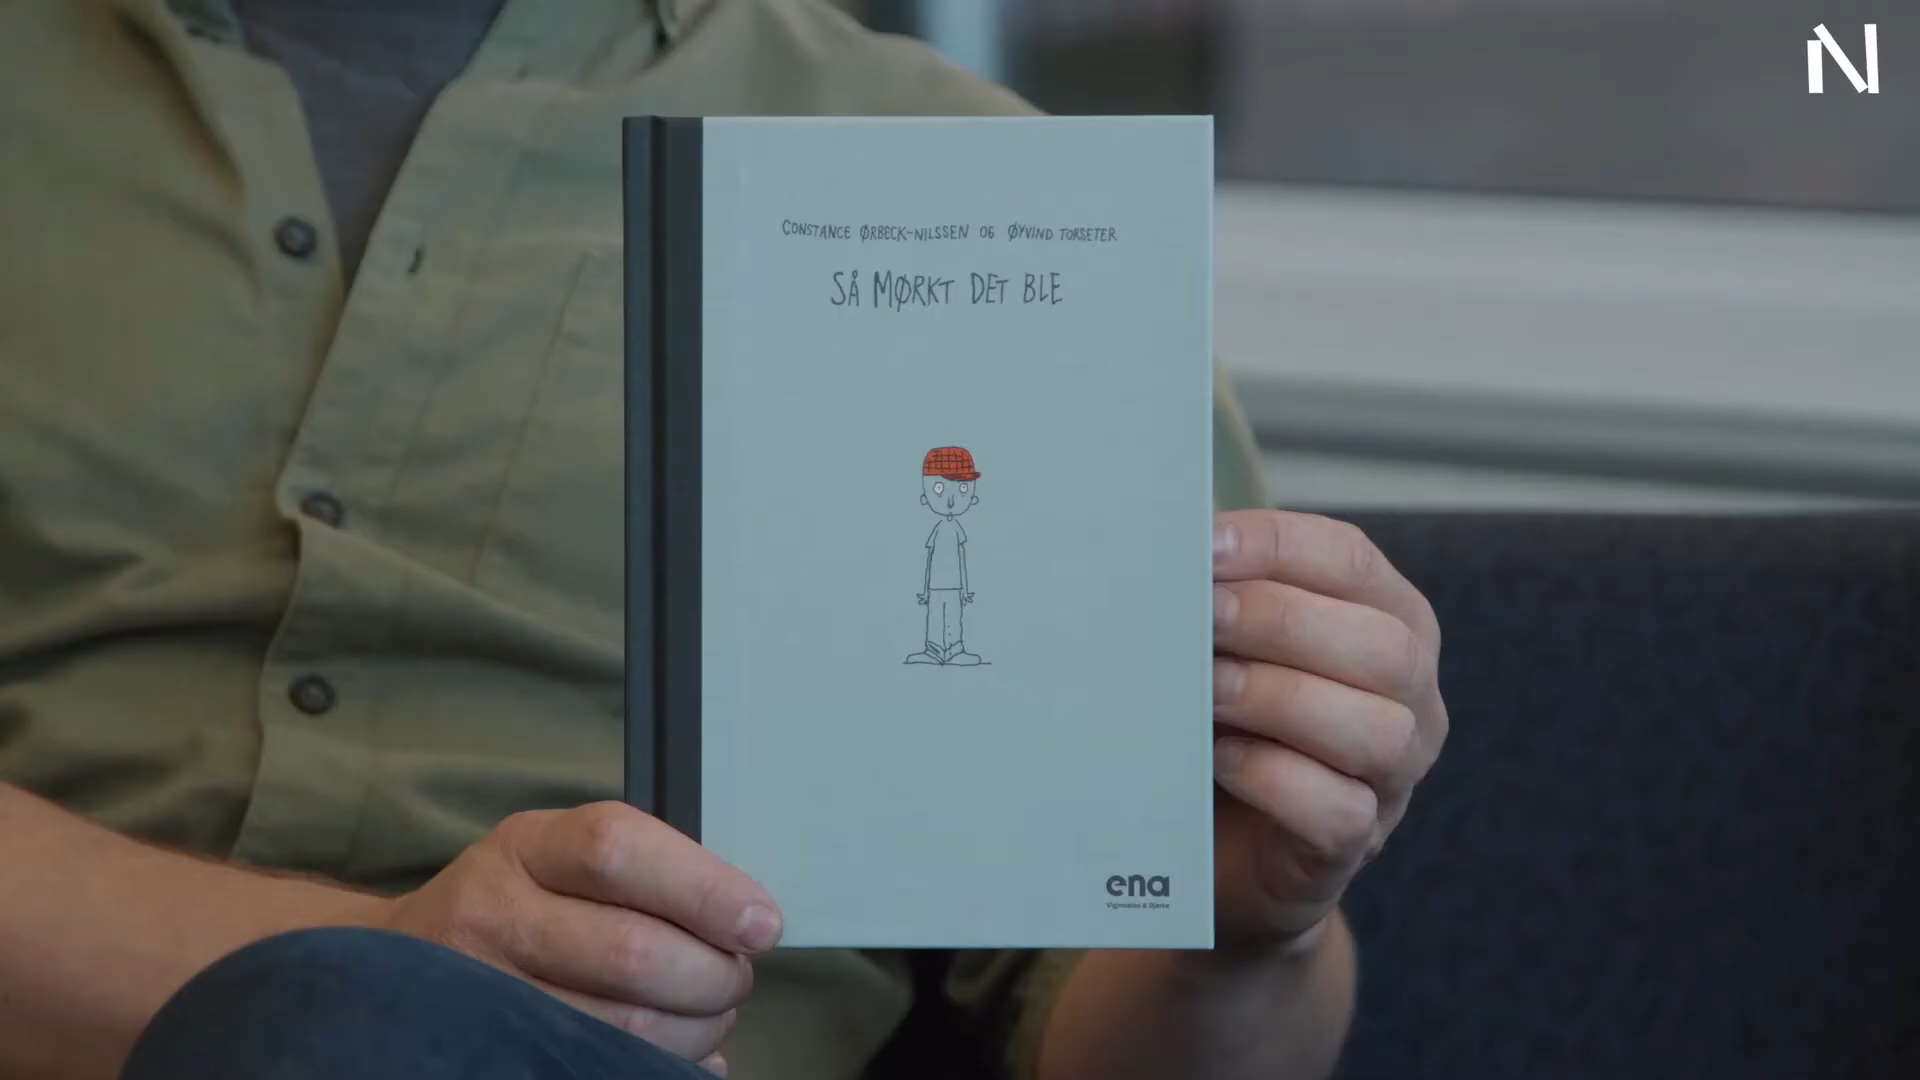 N
CONSTANCE ØRBECK-NILSSEN OG ØYVIND TORSETER
SÅ MØRKT DET BLE
ena
Vigmostad & Bjørke